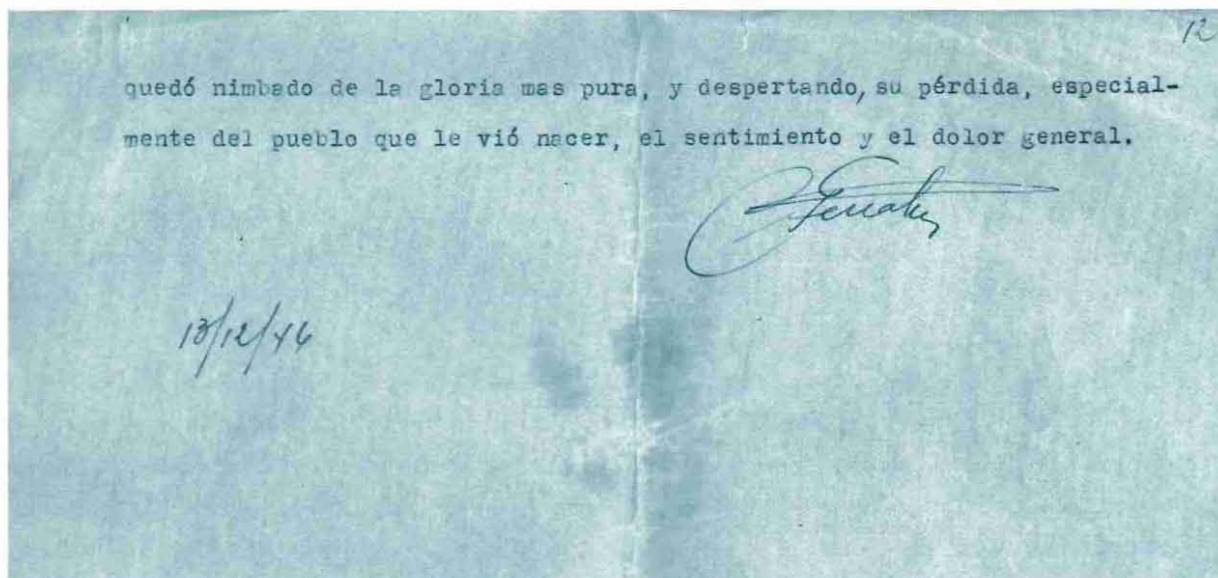 12
quedó nimbado de la gloria mas pura, y despertando, su pérdida, especial-
mente del pueblo que le vió nacer, el sentimiento y el dolor general.
13/12/46